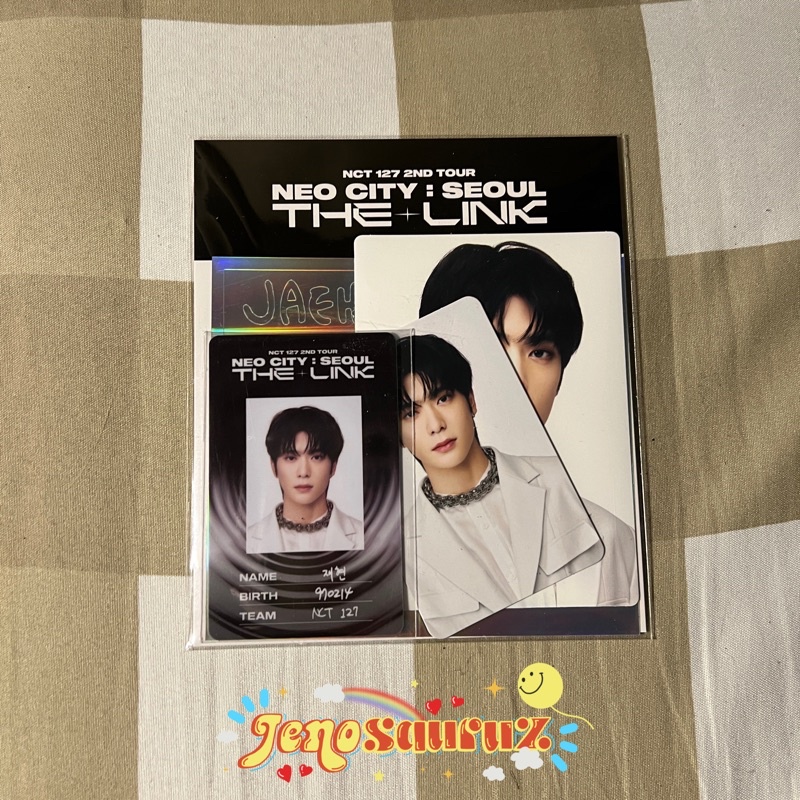 NCT 127 2ND TOUR
NEO CITY : SEOUL
THE LINK
JAEH
NCT 127 2ND TOUR
NEO CITY : SEOUL
THE LINK
NAME 재현
BIRTH 970214
TEAM NCT 127
Jenosauruz